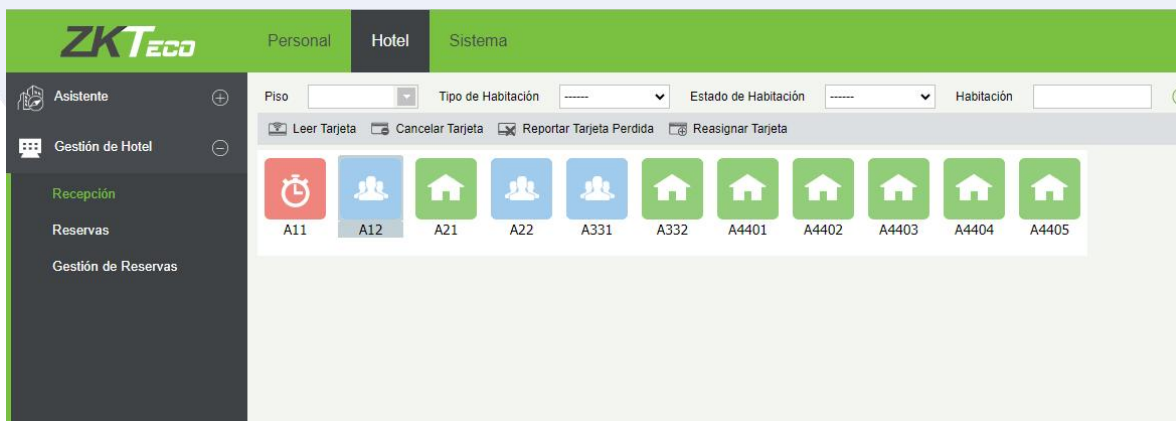 ZKTeco
Personal Hotel Sistema
Asistente
Piso Tipo de Habitación ------ Estado de Habitación ------ Habitación
Leer Tarjeta Cancelar Tarjeta Reportar Tarjeta Perdida Reasignar Tarjeta
Gestión de Hotel
Recepción
Reservas
Gestión de Reservas
A11 A12 A21 A22 A331 A332 A4401 A4402 A4403 A4404 A4405